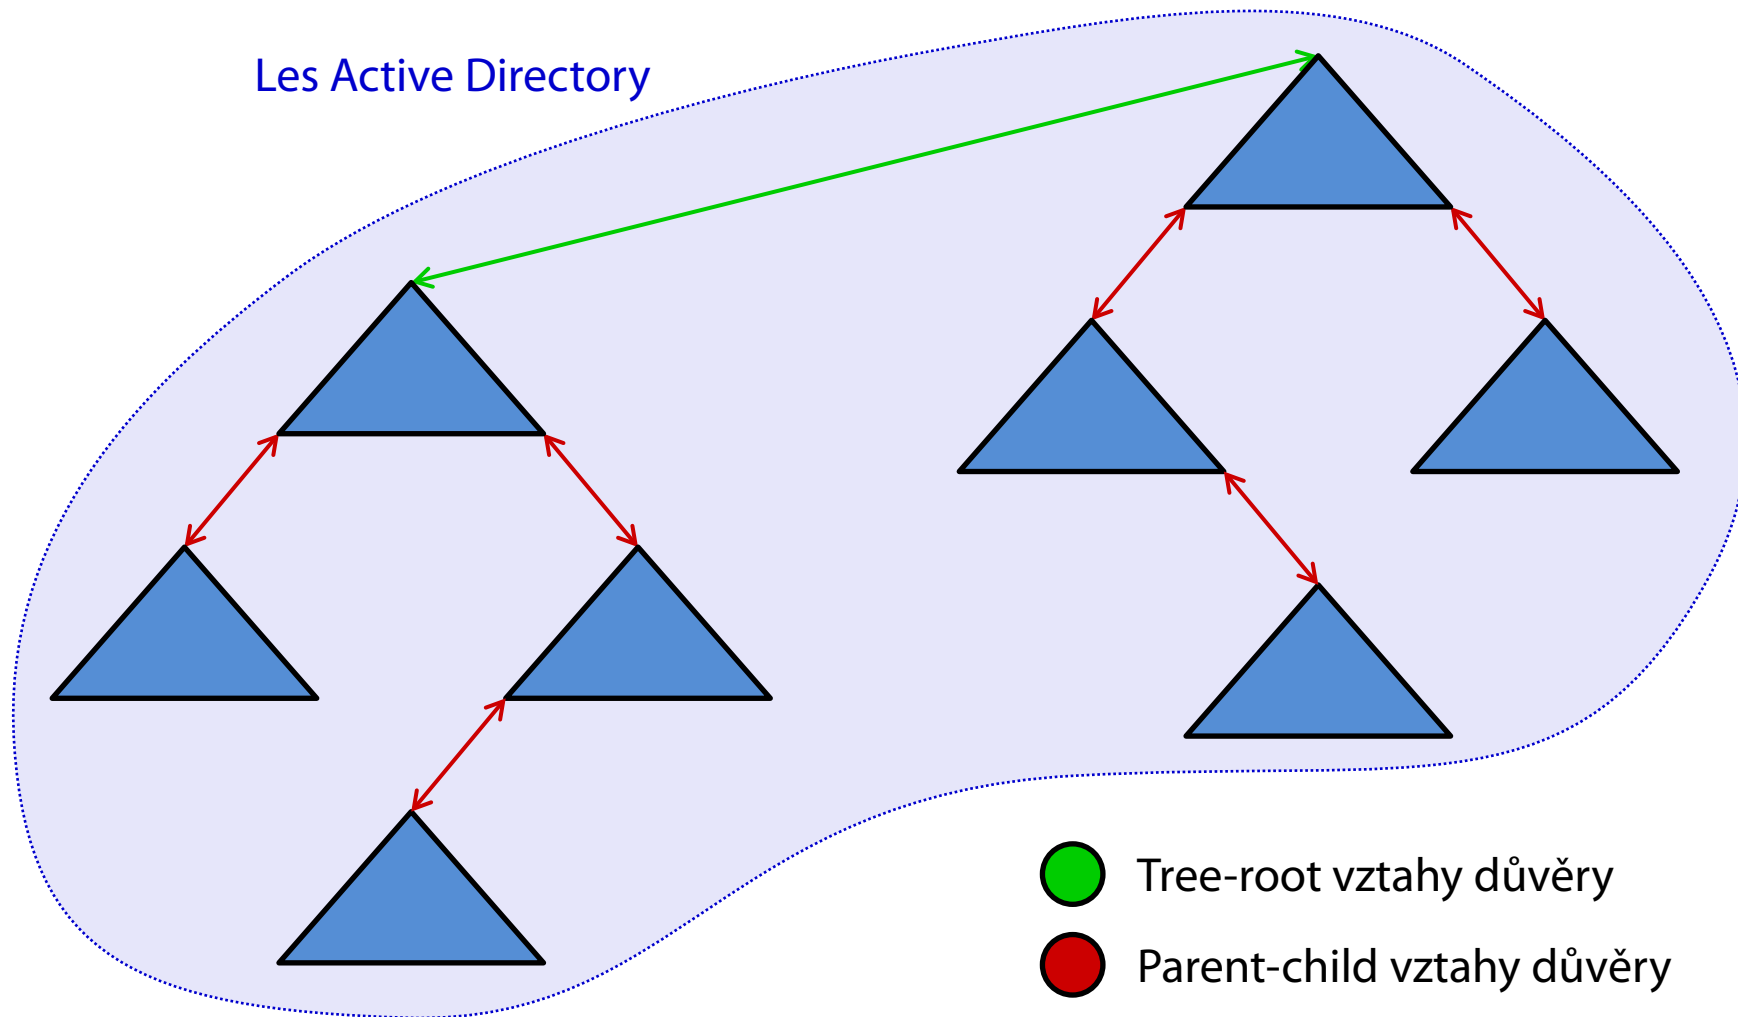 Les Active Directory
Tree-root vztahy důvěry
Parent-child vztahy důvěry